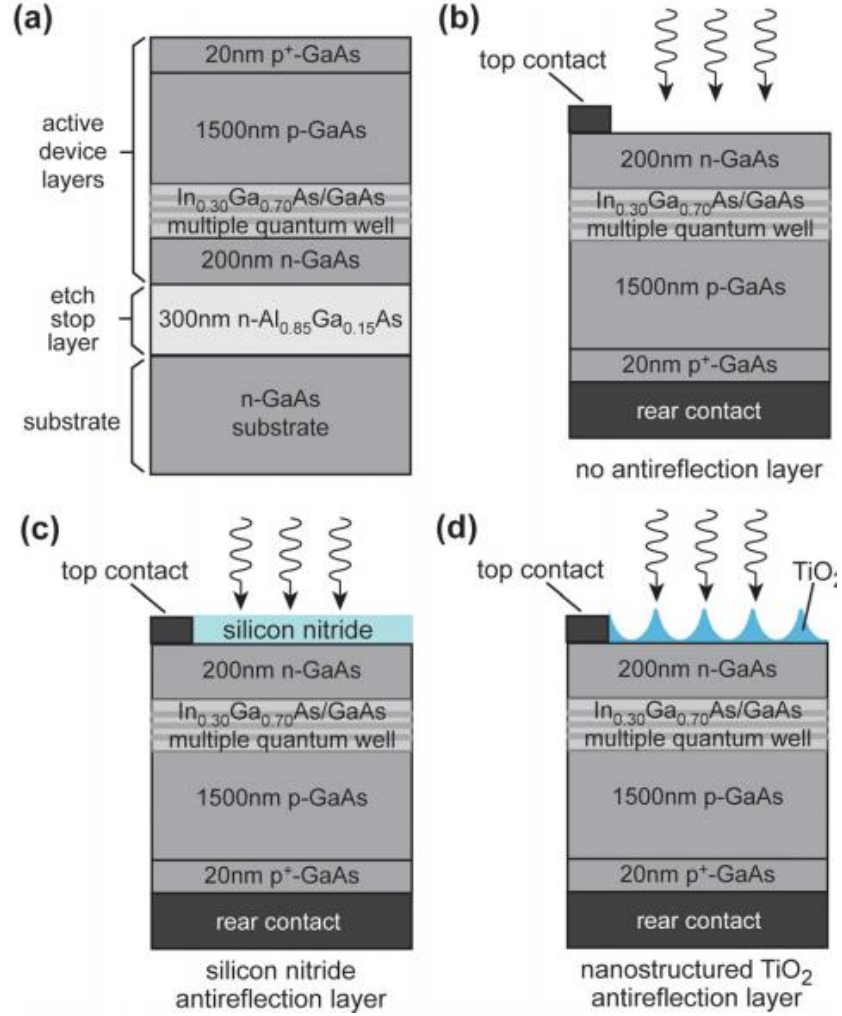 (a)
20nm p⁺-GaAs
1500nm p-GaAs
In₀.₃₀Ga₀.₇₀As/GaAs
multiple quantum well
200nm n-GaAs
300nm n-Al₀.₈₅Ga₀.₁₅As
n-GaAs
substrate
active
device
layers
etch
stop
layer
substrate
(b)
top contact
200nm n-GaAs
In₀.₃₀Ga₀.₇₀As/GaAs
multiple quantum well
1500nm p-GaAs
20nm p⁺-GaAs
rear contact
no antireflection layer
(c)
top contact
silicon nitride
200nm n-GaAs
In₀.₃₀Ga₀.₇₀As/GaAs
multiple quantum well
1500nm p-GaAs
20nm p⁺-GaAs
rear contact
silicon nitride
antireflection layer
(d)
top contact
TiO₂
200nm n-GaAs
In₀.₃₀Ga₀.₇₀As/GaAs
multiple quantum well
1500nm p-GaAs
20nm p⁺-GaAs
rear contact
nanostructured TiO₂
antireflection layer